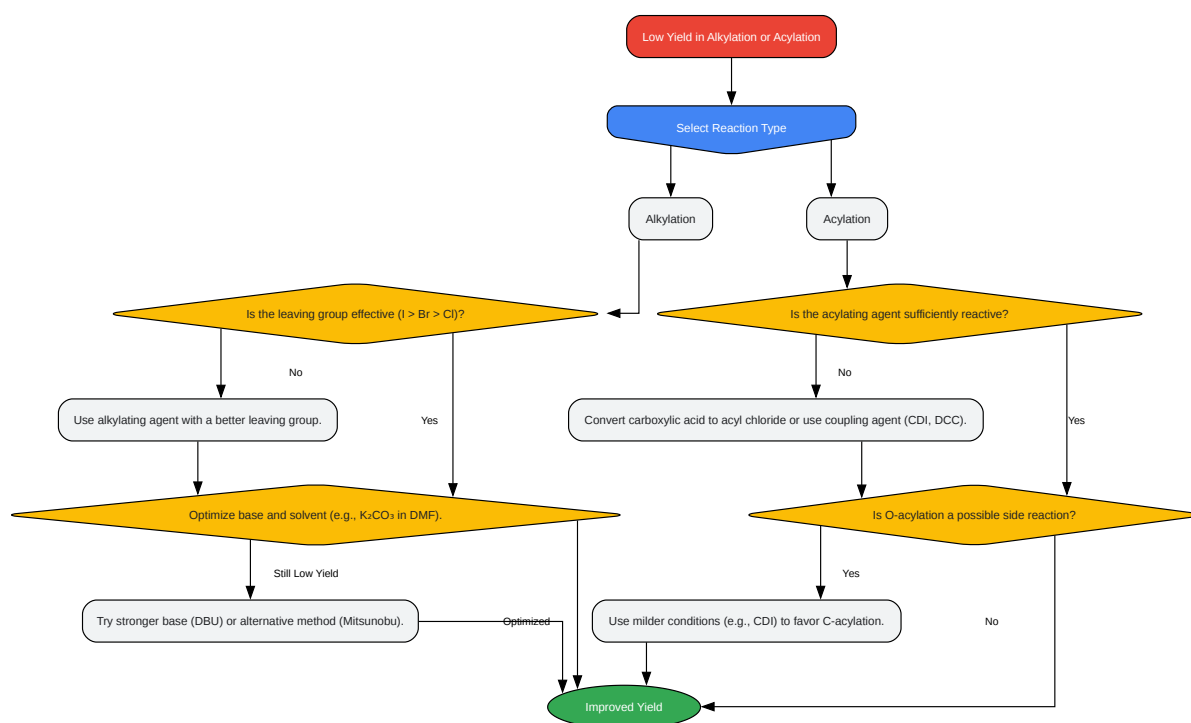 Low Yield in Alkylation or Acylation
Select Reaction Type
Alkylation
Acylation
Is the leaving group effective (I > Br > Cl)?
Is the acylating agent sufficiently reactive?
No
No
Use alkylating agent with a better leaving group.
Yes
Convert carboxylic acid to acyl chloride or use coupling agent (CDI, DCC).
Yes
Optimize base and solvent (e.g., K₂CO₃ in DMF).
Is O-acylation a possible side reaction?
Still Low Yield
Yes
Try stronger base (DBU) or alternative method (Mitsunobu).
Optimized
Use milder conditions (e.g., CDI) to favor C-acylation.
No
Improved Yield